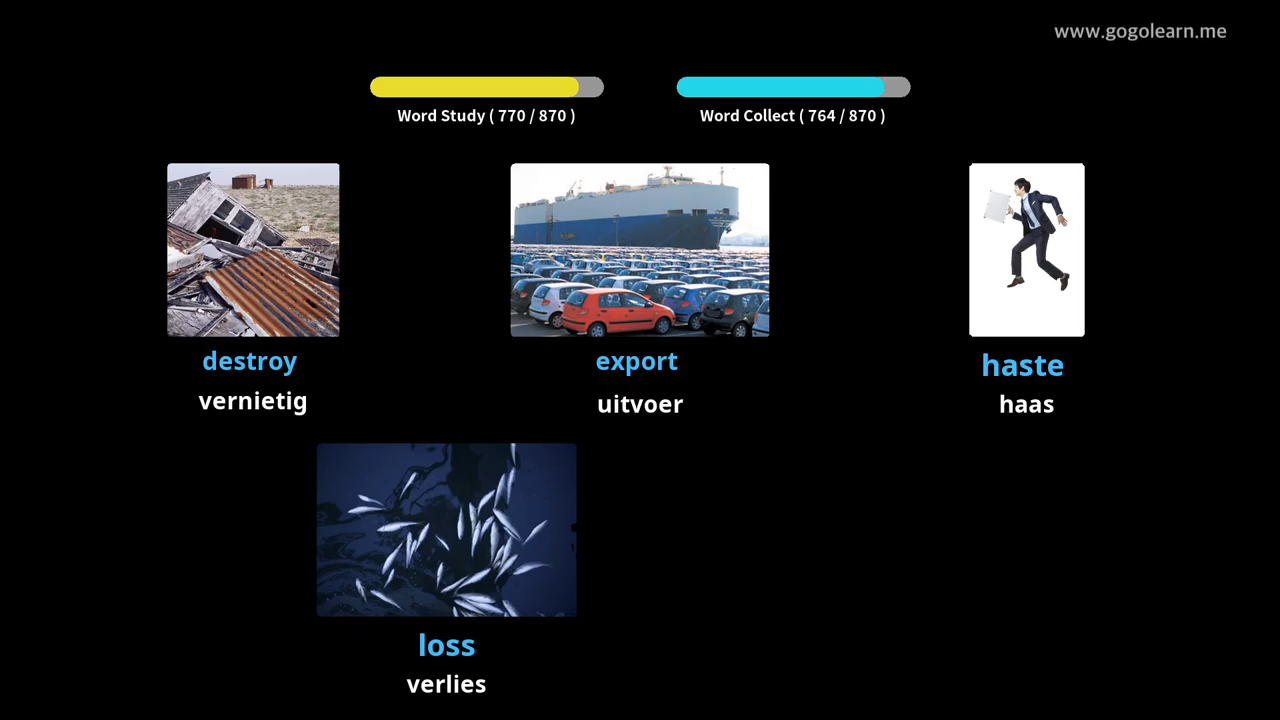 www.gogolearn.me
Word Study ( 770 / 870 )
Word Collect ( 764 / 870 )
destroy
vernietig
export
uitvoer
haste
haas
loss
verlies